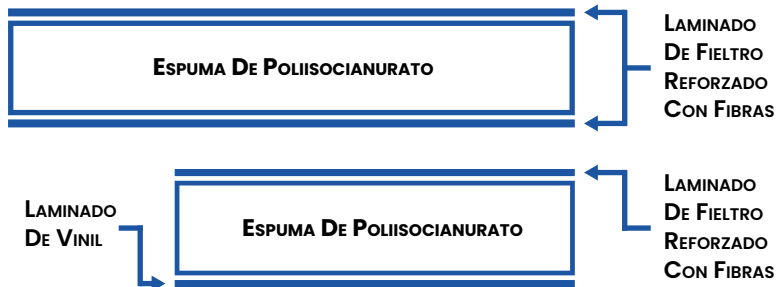 Espuma De Poliisocianurato
Laminado
De Fieltro
Reforzado
Con Fibras
Laminado
De Vinil
Espuma De Poliisocianurato
Laminado
De Fieltro
Reforzado
Con Fibras